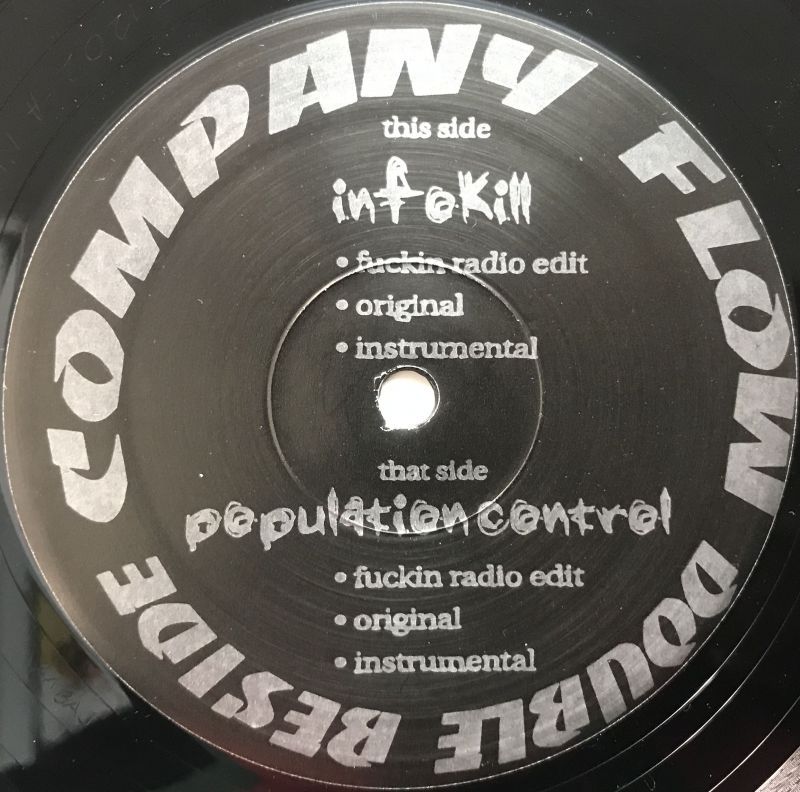 COMPANY FLOW DOUBLE BESIDE
this side
infokill
• fuckin radio edit
• original
• instrumental
that side
population control
• fuckin radio edit
• original
• instrumental